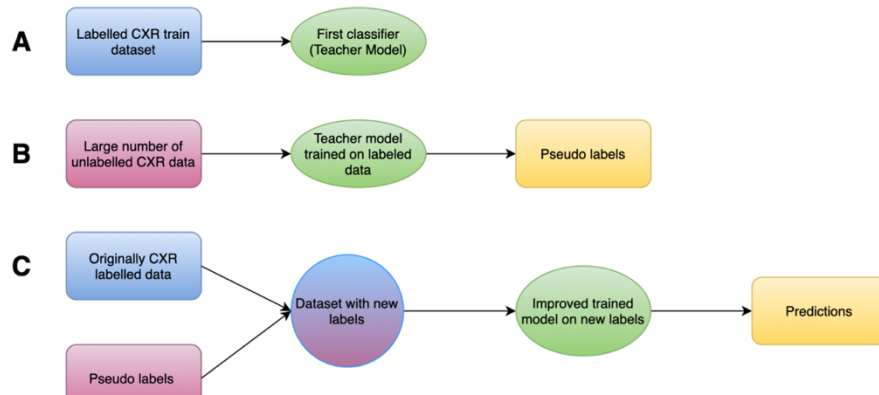 A
Labelled CXR train
dataset
First classifier
(Teacher Model)
B
Large number of
unlabelled CXR data
Teacher model
trained on labeled
data
Pseudo labels
C
Originally CXR
labelled data
Pseudo labels
Dataset with new
labels
Improved trained
model on new labels
Predictions